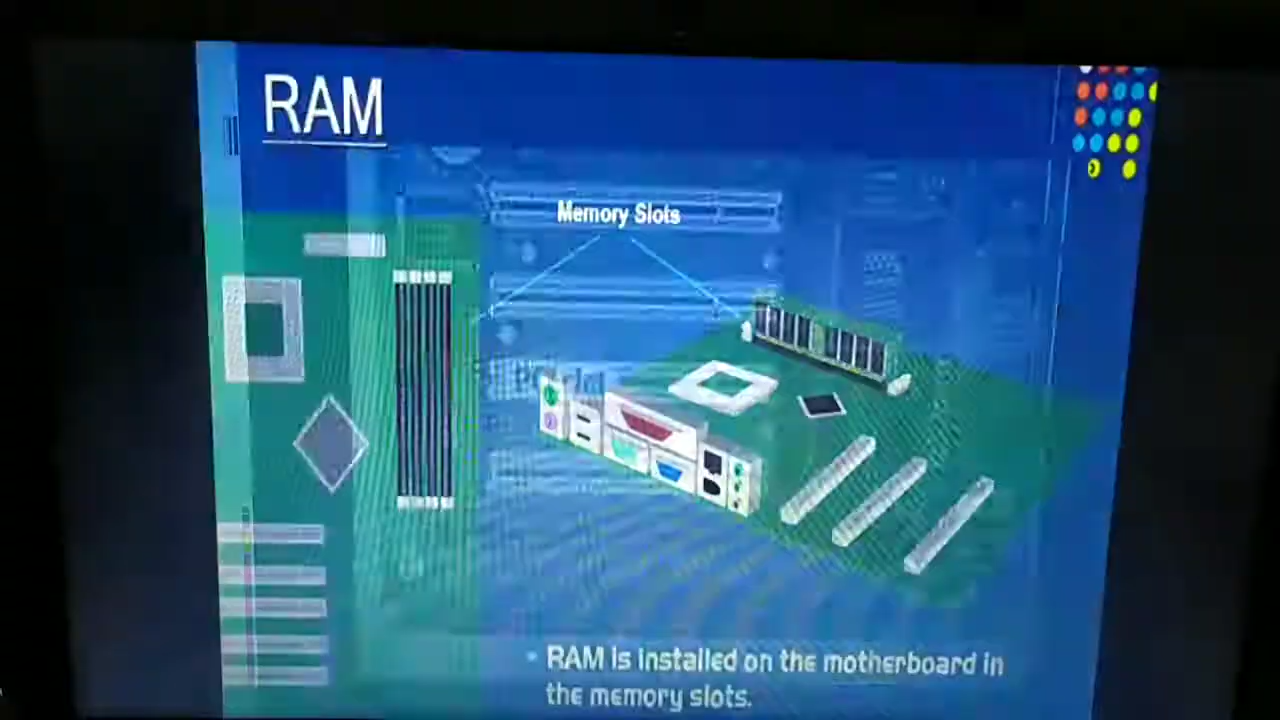 RAM
Memory Slots
RAM is installed on the motherboard in
the memory slots.